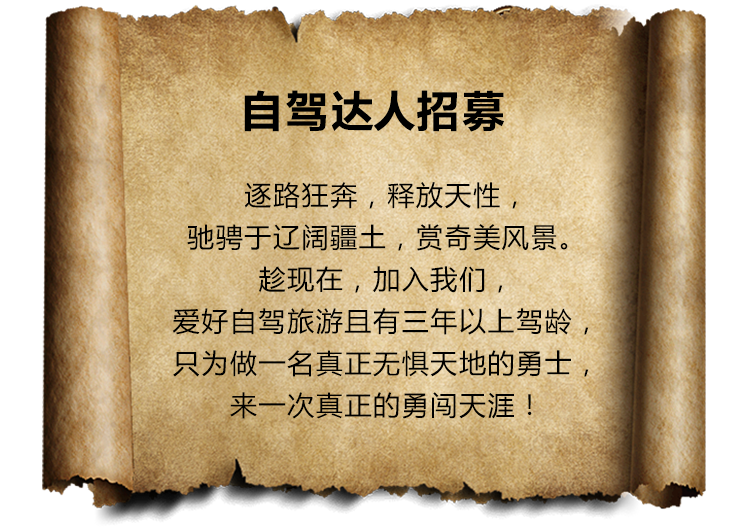 自驾达人招募
逐路狂奔，释放天性，
驰骋于辽阔疆土，赏奇美风景。
趁现在，加入我们，
爱好自驾旅游且有三年以上驾龄，
只为做一名真正无惧天地的勇士，
来一次真正的勇闯天涯！